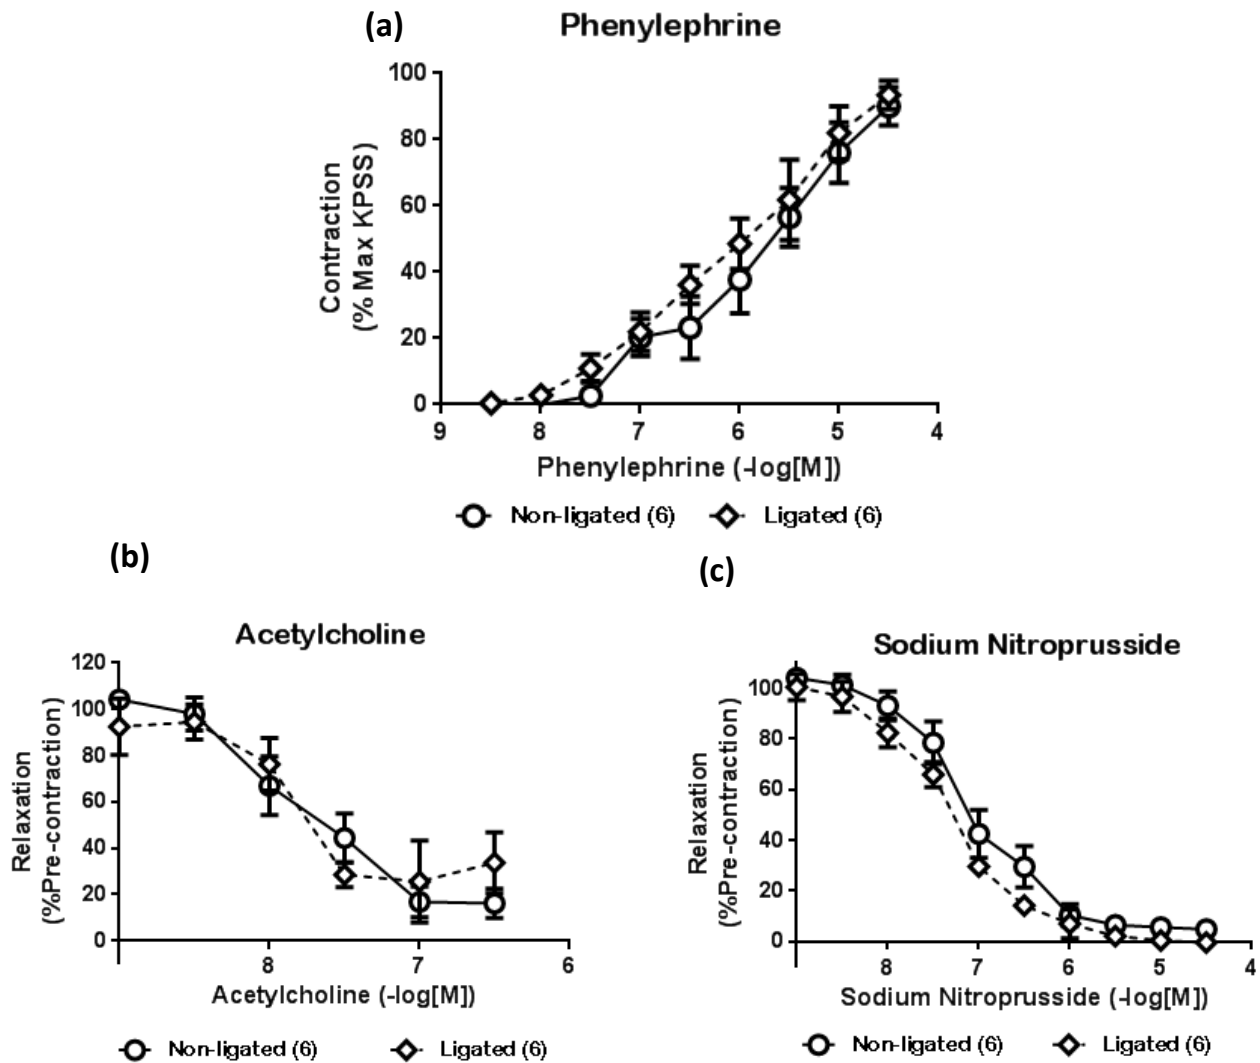 (a)
Phenylephrine
100
80
60
40
20
0
Contraction
(% Max KPSS)
9 8 7 6 5 4
Phenylephrine (-log[M])
Non-ligated (6) Ligated (6)
(b)
Acetylcholine
120
100
80
60
40
20
0
Relaxation
(%Pre-contraction)
8 7 6
Acetylcholine (-log[M])
Non-ligated (6) Ligated (6)
(c)
Sodium Nitroprusside
100
80
60
40
20
0
Relaxation
(%Pre-contraction)
8 7 6 5 4
Sodium Nitroprusside (-log[M])
Non-ligated (6) Ligated (6)